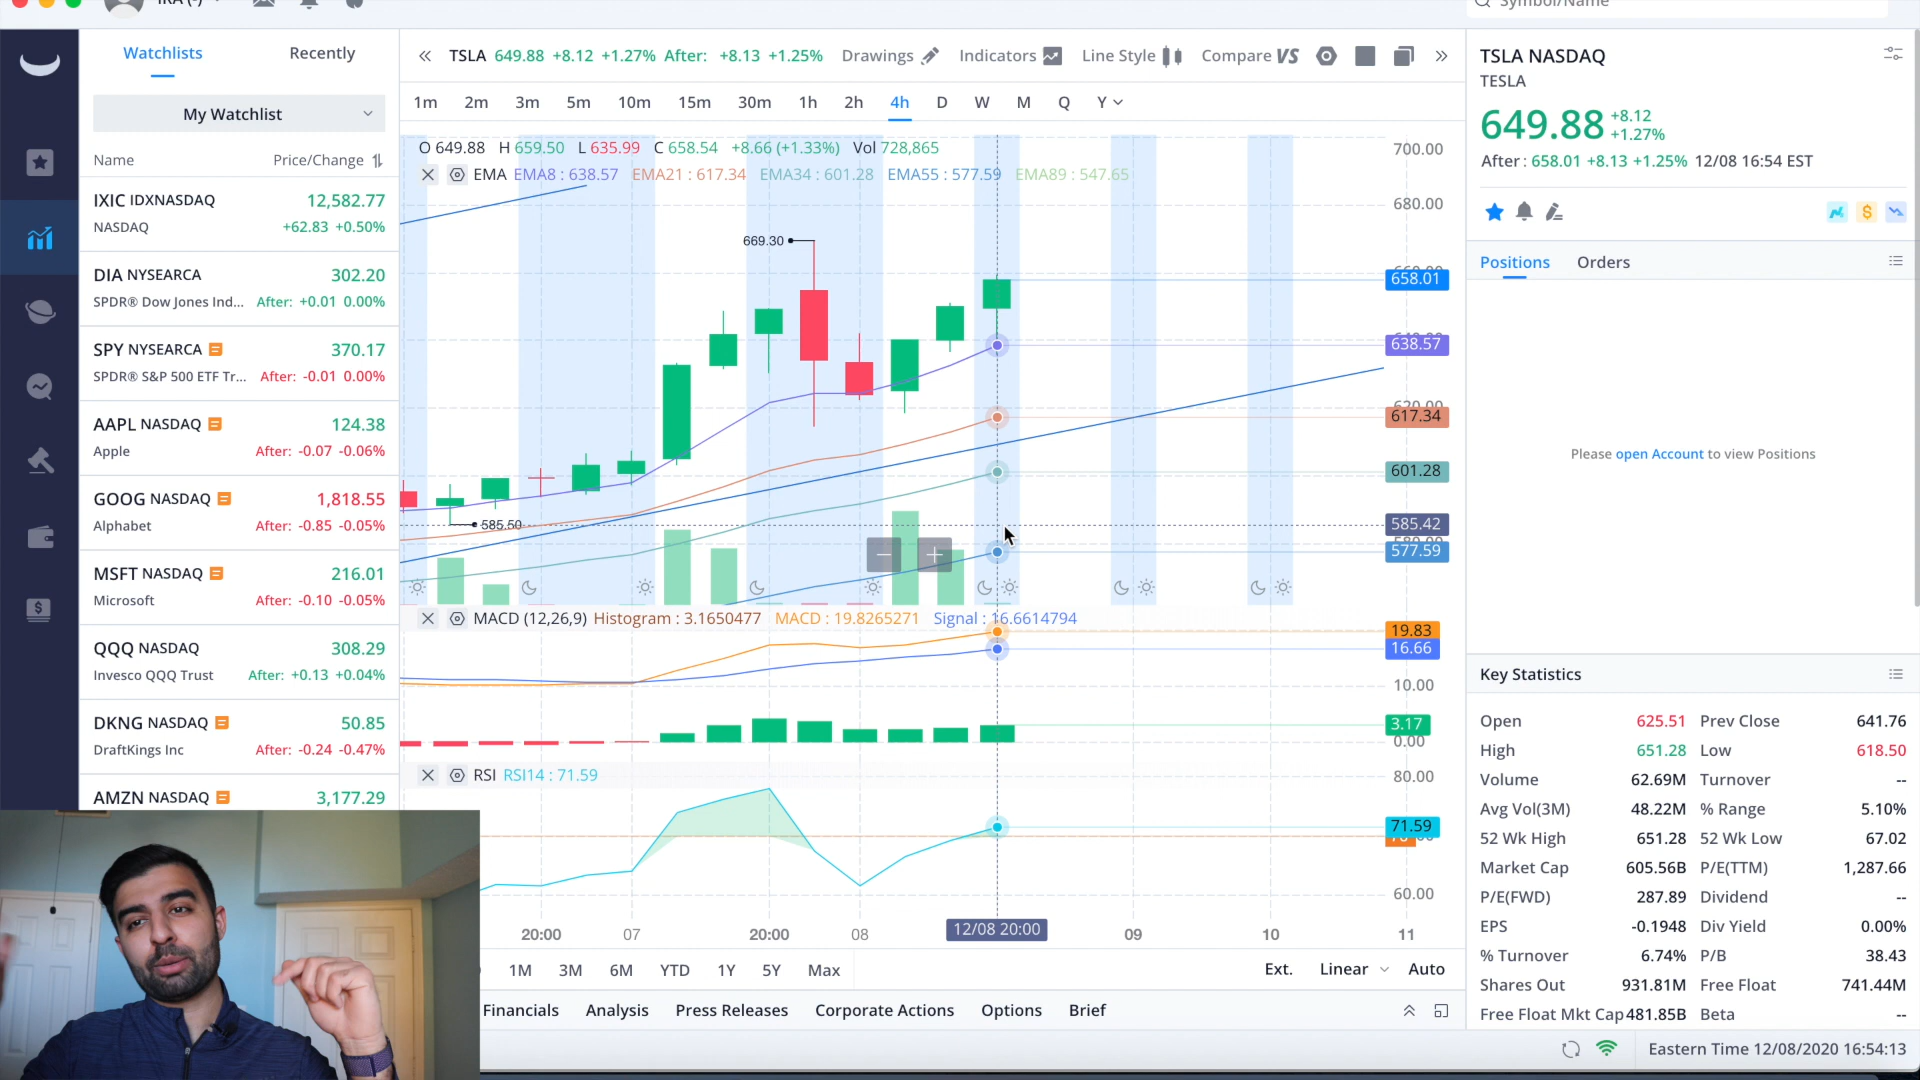 IRA (-)
Symbol/Name
Watchlists
Recently
My Watchlist
Name
Price/Change
IXIC IDXNASDAQ 12,582.77
NASDAQ +62.83 +0.50%
DIA NYSEARCA 302.20
SPDR® Dow Jones Ind... After: +0.01 0.00%
SPY NYSEARCA 370.17
SPDR® S&P 500 ETF Tr... After: -0.01 0.00%
AAPL NASDAQ 124.38
Apple After: -0.07 -0.06%
GOOG NASDAQ 1,818.55
Alphabet After: -0.85 -0.05%
MSFT NASDAQ 216.01
Microsoft After: -0.10 -0.05%
QQQ NASDAQ 308.29
Invesco QQQ Trust After: +0.13 +0.04%
DKNG NASDAQ 50.85
DraftKings Inc After: -0.24 -0.47%
AMZN NASDAQ 3,177.29
TSLA 649.88 +8.12 +1.27% After: +8.13 +1.25% Drawings Indicators Line Style Compare VS
1m 2m 3m 5m 10m 15m 30m 1h 2h 4h D W M Q Y
O 649.88 H 659.50 L 635.99 C 658.54 +8.66 (+1.33%) Vol 728,865
EMA EMA8 : 638.57 EMA21 : 617.34 EMA34 : 601.28 EMA55 : 577.59 EMA89 : 547.65
700.00
680.00
669.30
658.01
638.57
617.34
601.28
585.50
585.42
577.59
MACD (12,26,9) Histogram : 3.1650477 MACD : 19.8265271 Signal : 16.6614794
19.83
16.66
10.00
3.17
0.00
RSI RSI14 : 71.59
80.00
71.59
60.00
20:00 07 20:00 08 12/08 20:00 09 10 11
1M 3M 6M YTD 1Y 5Y Max Ext. Linear Auto
Financials Analysis Press Releases Corporate Actions Options Brief
TSLA NASDAQ
TESLA
649.88 +8.12
+1.27%
After : 658.01 +8.13 +1.25% 12/08 16:54 EST
Positions Orders
Please open Account to view Positions
Key Statistics
Open 625.51 Prev Close 641.76
High 651.28 Low 618.50
Volume 62.69M Turnover --
Avg Vol(3M) 48.22M % Range 5.10%
52 Wk High 651.28 52 Wk Low 67.02
Market Cap 605.56B P/E(TTM) 1,287.66
P/E(FWD) 287.89 Dividend --
EPS -0.1948 Div Yield 0.00%
% Turnover 6.74% P/B 38.43
Shares Out 931.81M Free Float 741.44M
Free Float Mkt Cap 481.85B Beta --
Eastern Time 12/08/2020 16:54:13